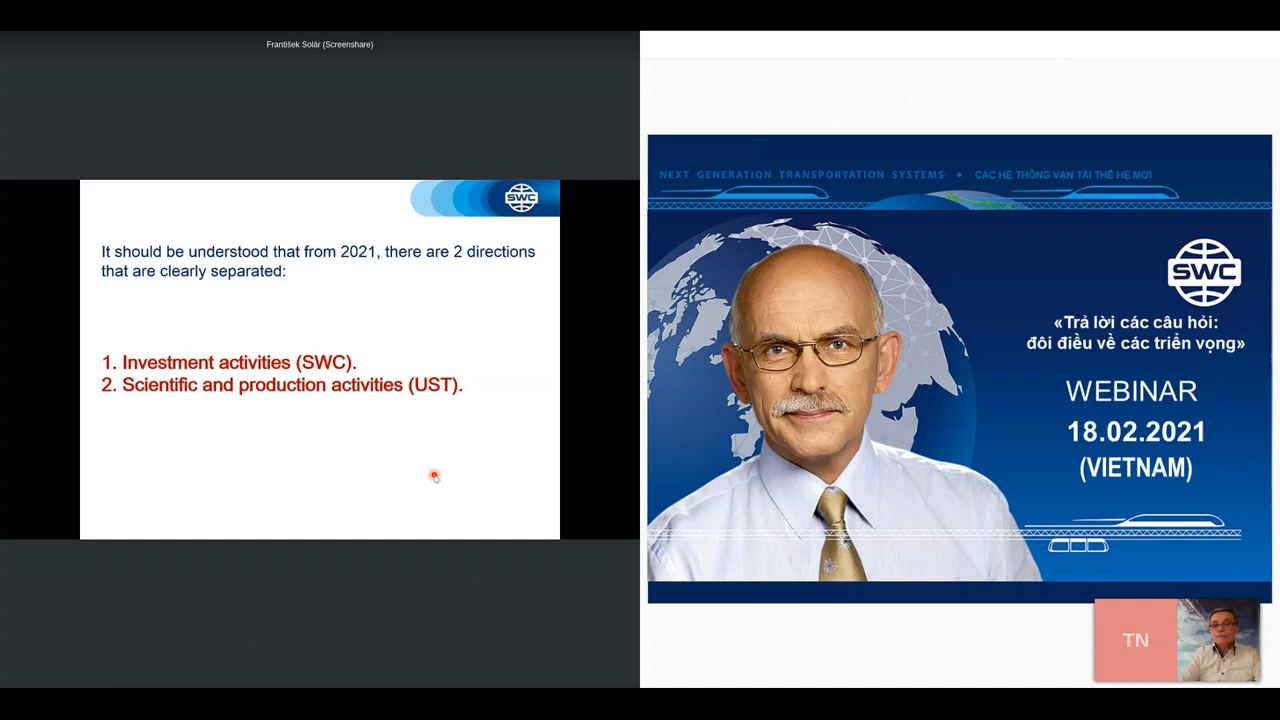 František Solár (Screenshare)
SWC
It should be understood that from 2021, there are 2 directions
that are clearly separated:
1. Investment activities (SWC).
2. Scientific and production activities (UST).
NEXT GENERATION TRANSPORTATION SYSTEMS • CÁC HỆ THỐNG VẬN TẢI THẾ HỆ MỚI
SWC
«Trả lời các câu hỏi:
đôi điều về các triển vọng»
WEBINAR
18.02.2021
(VIETNAM)
TN